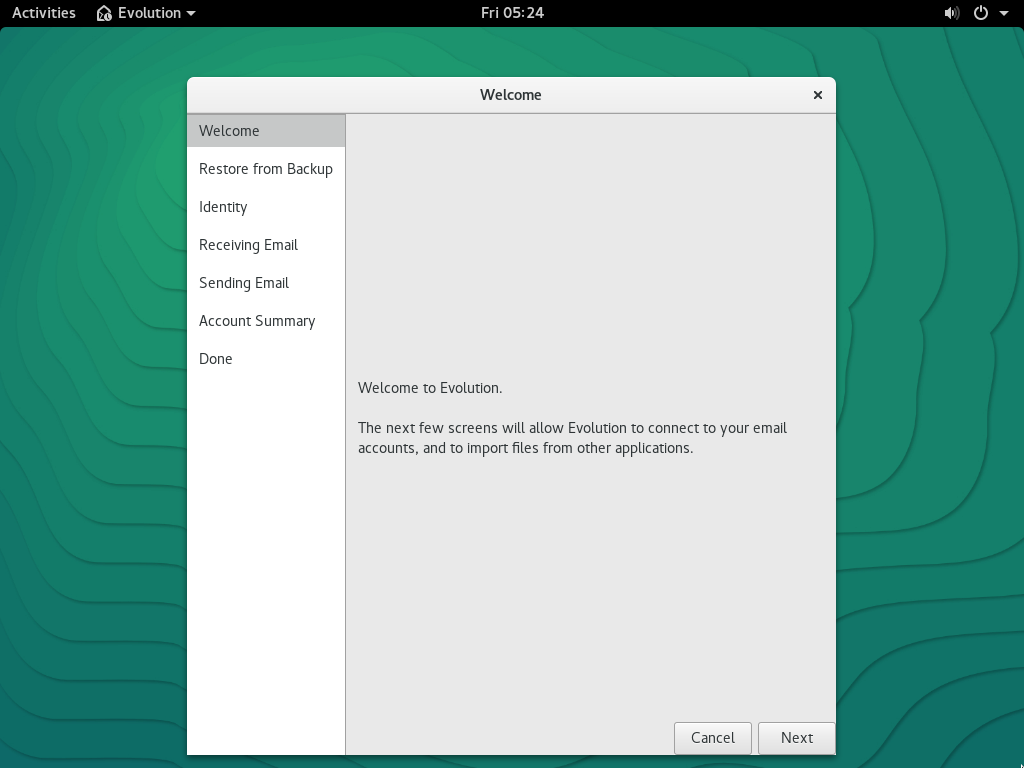 Activities Evolution Fri 05:24
Welcome
Welcome
Restore from Backup
Identity
Receiving Email
Sending Email
Account Summary
Done
Welcome to Evolution.
The next few screens will allow Evolution to connect to your email
accounts, and to import files from other applications.
Cancel Next